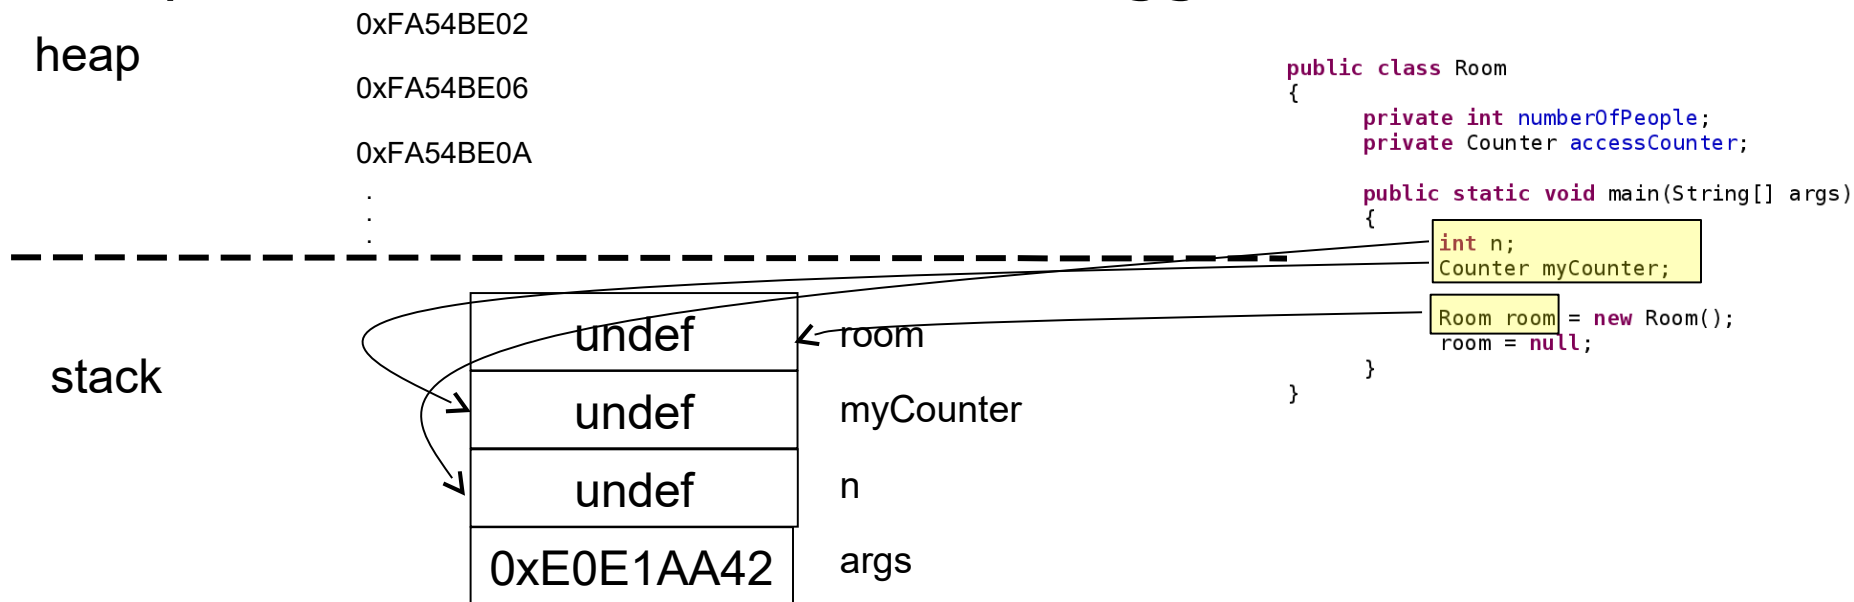 heap
0xFA54BE02
0xFA54BE06
0xFA54BE0A
.
.
.
public class Room
{
private int numberOfPeople;
private Counter accessCounter;
public static void main(String[] args)
{
int n;
Counter myCounter;
Room room = new Room();
room = null;
}
}
stack
undef room
undef myCounter
undef n
0xE0E1AA42 args